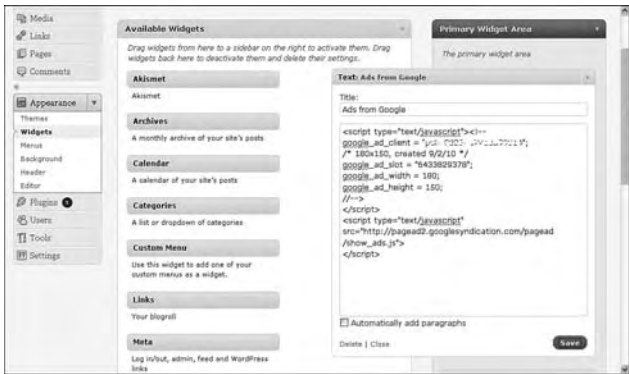 Media
Links
Pages
Comments
Appearance
Themes
Widgets
Menus
Background
Header
Editor
Plugins
Users
Tools
Settings
Available Widgets
Drag widgets from here to a sidebar on the right to activate them. Drag
widgets back here to deactivate them and delete their settings.
Akismet
Akismet
Archives
A monthly archive of your site's posts
Calendar
A calendar of your site's posts
Categories
A list or dropdown of categories
Custom Menu
Use this widget to add one of your
custom menus as a widget.
Links
Your blogroll
Meta
Log in/out, admin, feed and WordPress
links
Primary Widget Area
The primary widget area
Text: Ads from Google
Title:
Ads from Google
<script type="text/javascript"><!--
google_ad_client = "
/* 180x150, created 9/2/10 */
google_ad_slot = "6433829378";
google_ad_width = 180;
google_ad_height = 150;
//-->
</script>
<script type="text/javascript"
src="http://pagead2.googlesyndication.com/pagead
/show_ads.js">
</script>
Automatically add paragraphs
Delete | Close
Save